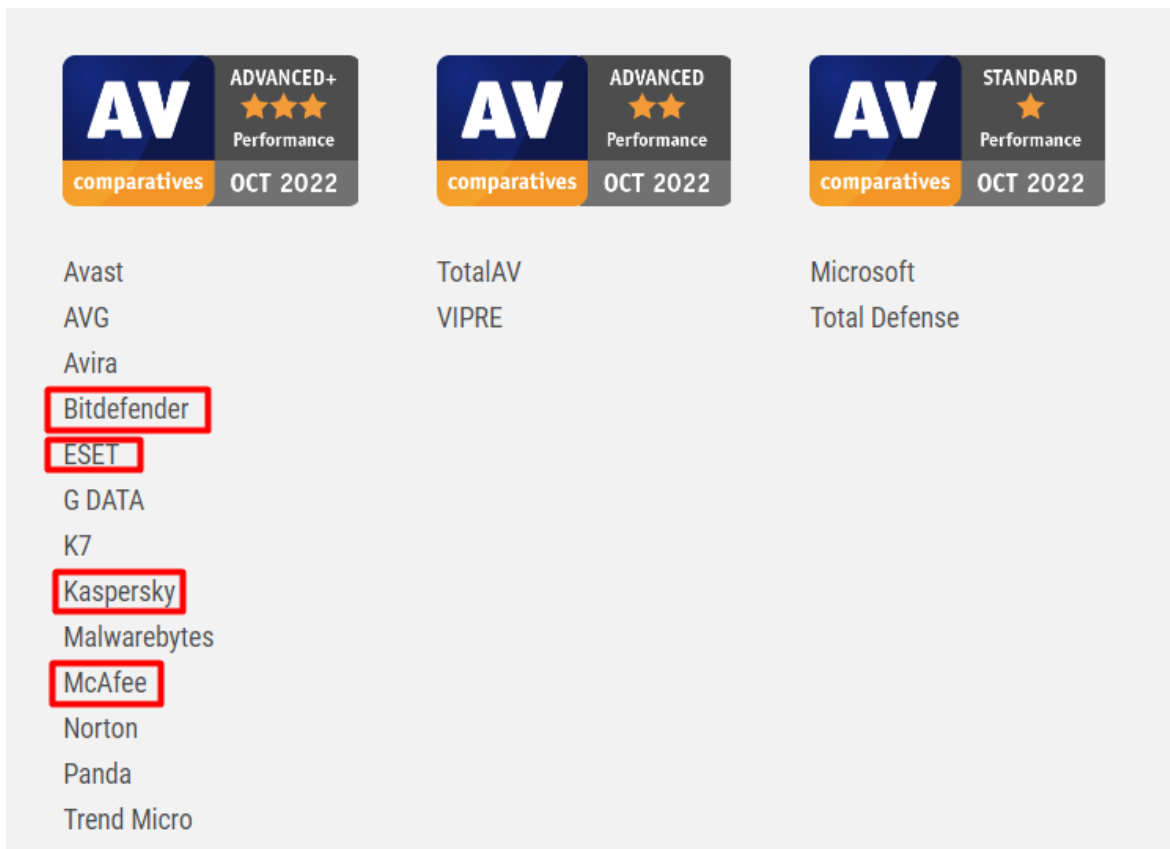 AV
comparatives
ADVANCED+
Performance
OCT 2022
Avast
AVG
Avira
Bitdefender
ESET
G DATA
K7
Kaspersky
Malwarebytes
McAfee
Norton
Panda
Trend Micro
AV
comparatives
ADVANCED
Performance
OCT 2022
TotalAV
VIPRE
AV
comparatives
STANDARD
Performance
OCT 2022
Microsoft
Total Defense